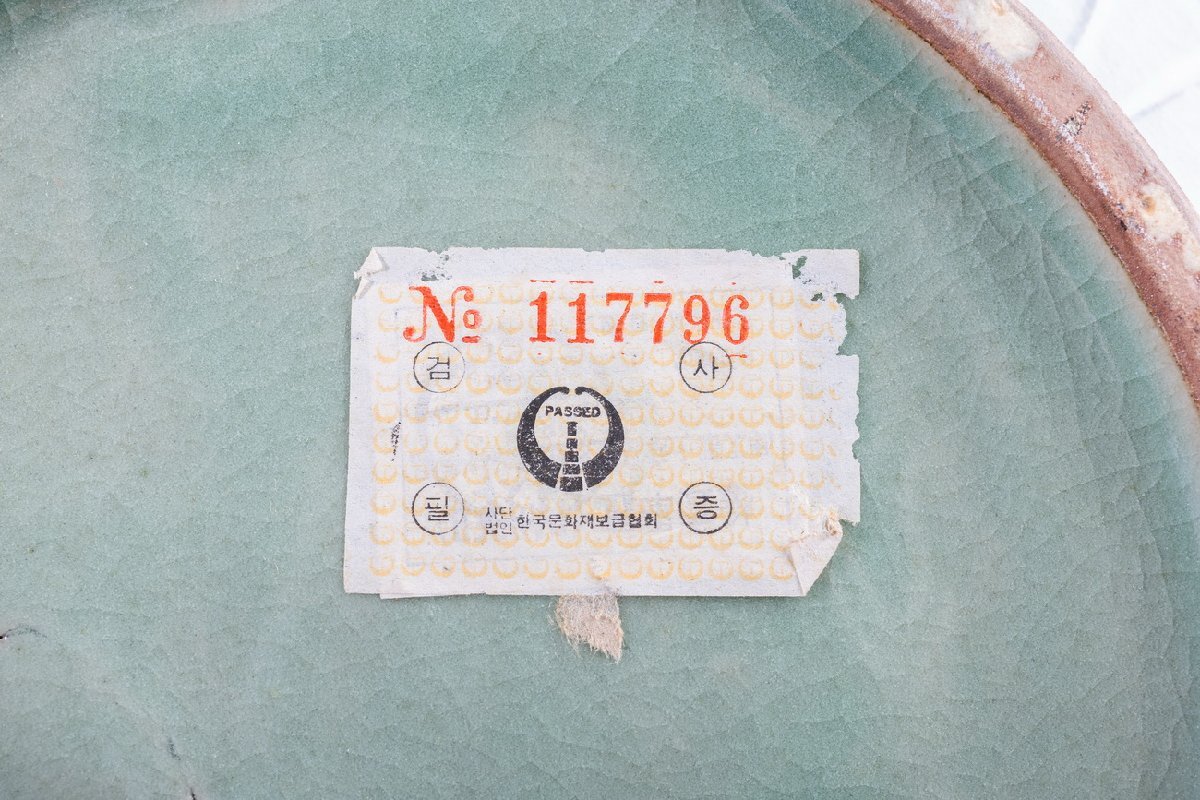 № 117796
검 사
PASSED
필 증
사단
법인 한국문화재보금협회